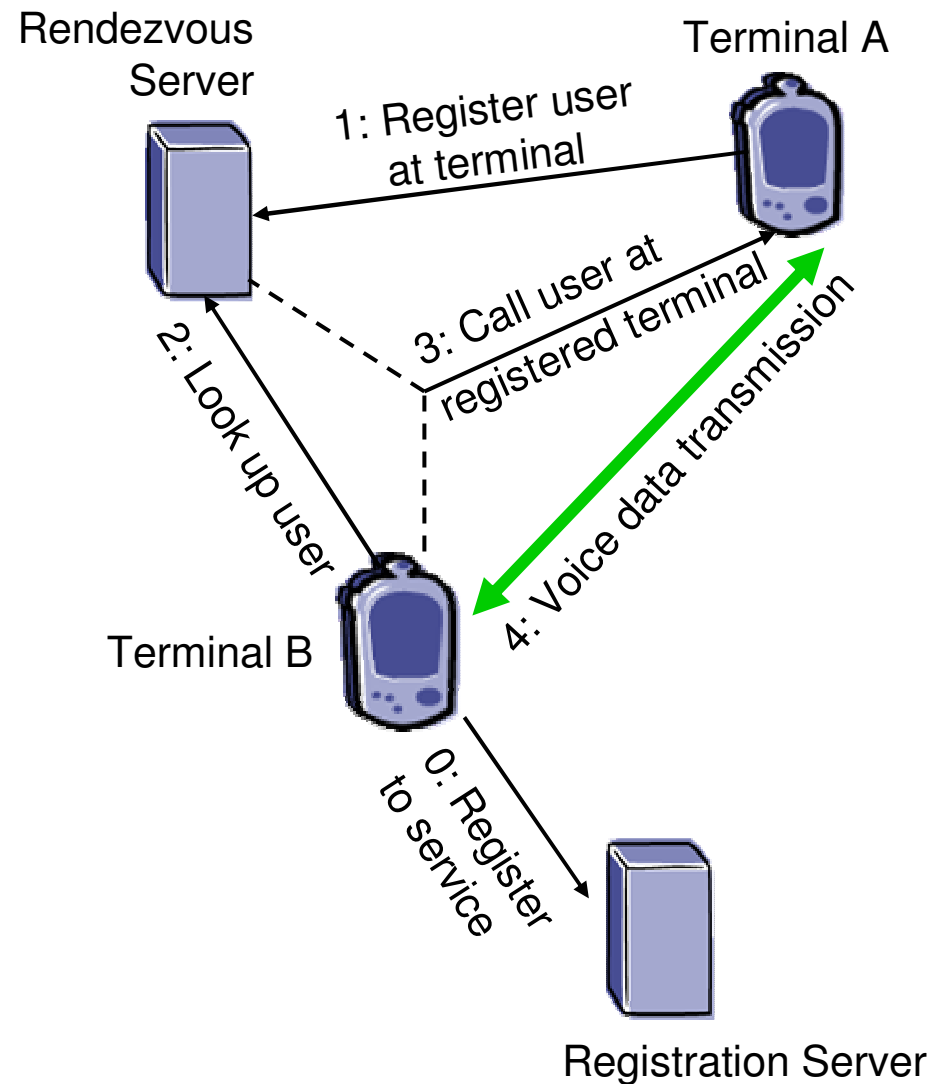 Rendezvous
Server
Terminal A
1: Register user
at terminal
3: Call user at
registered terminal
2: Look up user
4: Voice data transmission
Terminal B
0: Register
to service
Registration Server